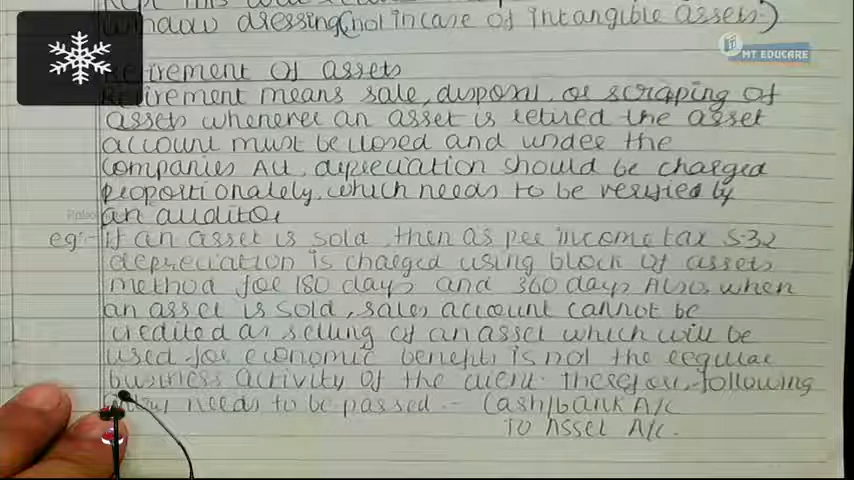 window dressing(not in case of intangible assets.)
MT EDUCARE
Retirement of assets
Retirement means sale, disposal, or scraping of
assets whenever an asset is retired the asset
account must be closed and under the
Companies Act, depreciation should be charged
proportionately, which needs to be verified by
an auditor
eg:- If an asset is sold then as per income tax S-32
depreciation is charged using block of assets
method for 180 days and 360 days Also, when
an asset is sold, sales account cannot be
credited as selling of an asset which will be
used for economic benefits is not the regular
business activity of the client. Therefore, following
needs to be passed - Cash/bank A/c
To Asset A/c.